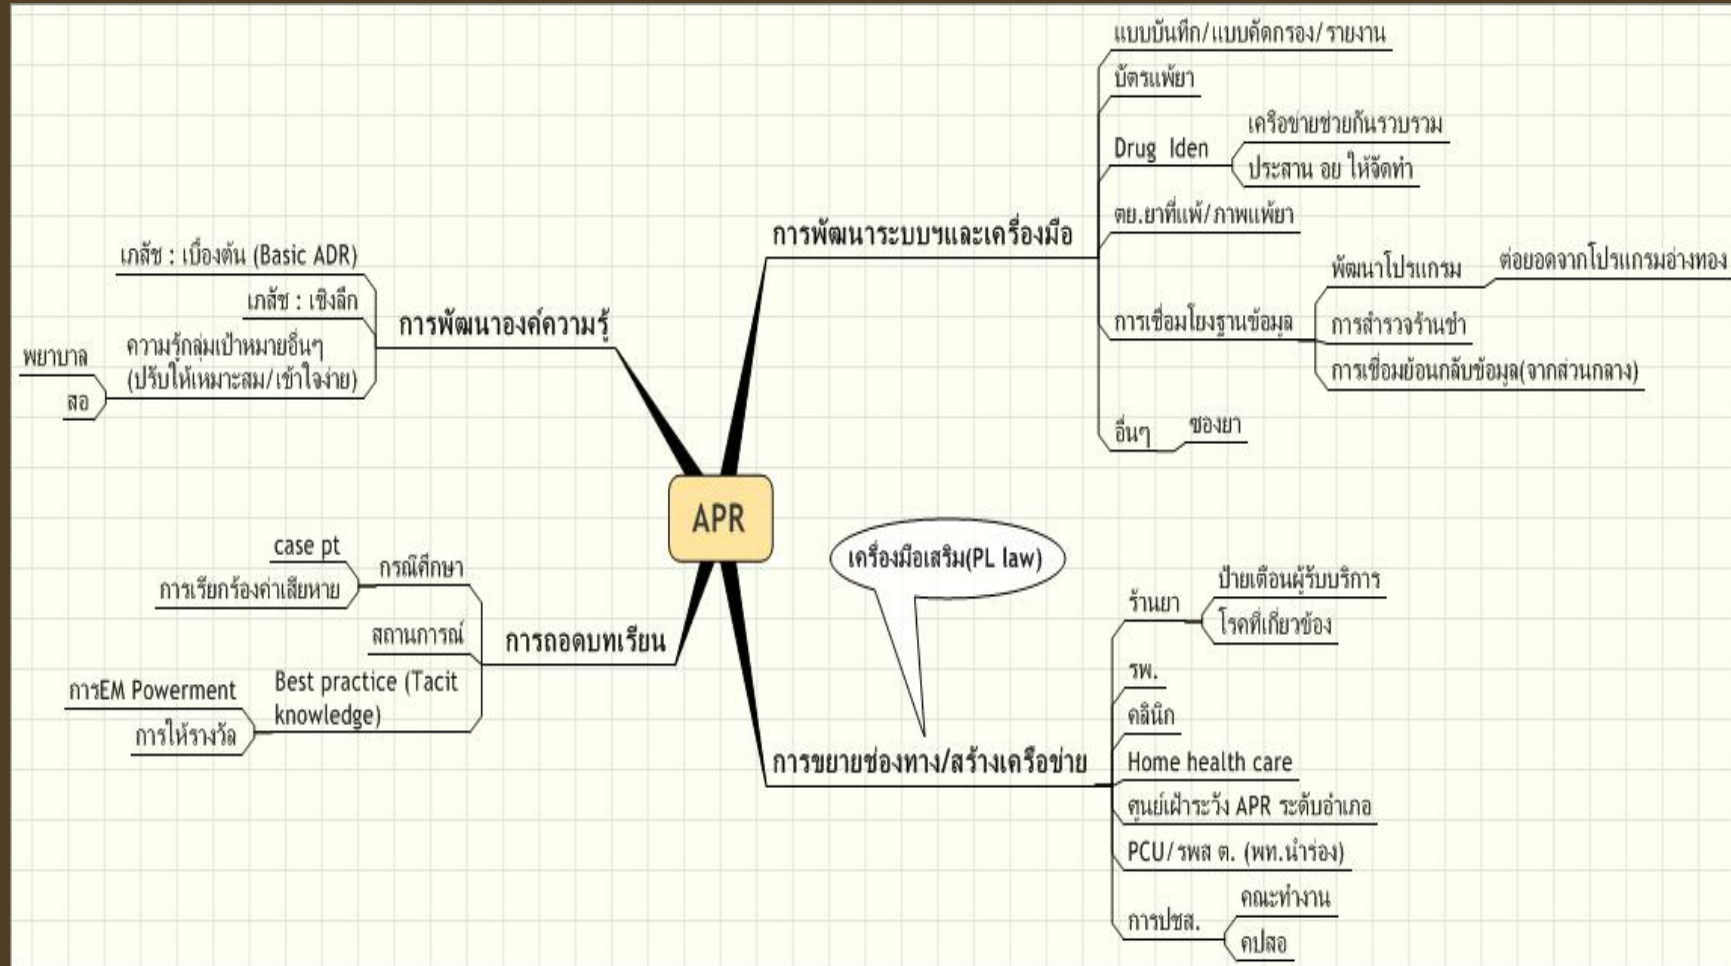 แบบบันทึก/แบบคัดกรอง/รายงาน
บัตรแพ้ยา
Drug Iden
เครือข่ายช่วยกันรวบรวม
ประสาน อย ให้จัดทำ
ตย.ยาที่แพ้/ภาพแพ้ยา
การพัฒนาระบบฯและเครื่องมือ
พัฒนาโปรแกรม
ต่อยอดจากโปรแกรมอ่างทอง
การเชื่อมโยงฐานข้อมูล
การสำรวจร้านชำ
การเชื่อมย้อนกลับข้อมูล(จากส่วนกลาง)
อื่นๆ
ซองยา
เภสัช : เบื้องต้น (Basic ADR)
เภสัช : เชิงลึก
การพัฒนาองค์ความรู้
ความรู้กลุ่มเป้าหมายอื่นๆ
(ปรับให้เหมาะสม/เข้าใจง่าย)
พยาบาล
สอ
APR
case pt
การเรียกร้องค่าเสียหาย
กรณีศึกษา
สถานการณ์
การถอดบทเรียน
Best practice (Tacit
knowledge)
การEM Powerment
การให้รางวัล
เครื่องมือเสริม(PL law)
การขยายช่องทาง/สร้างเครือข่าย
ร้านยา
ป้ายเตือนผู้รับบริการ
โรคที่เกี่ยวข้อง
รพ.
คลินิก
Home health care
ศูนย์เฝ้าระวัง APR ระดับอำเภอ
PCU/รพส ต. (พท.นำร่อง)
การปชส.
คณะทำงาน
คปสอ